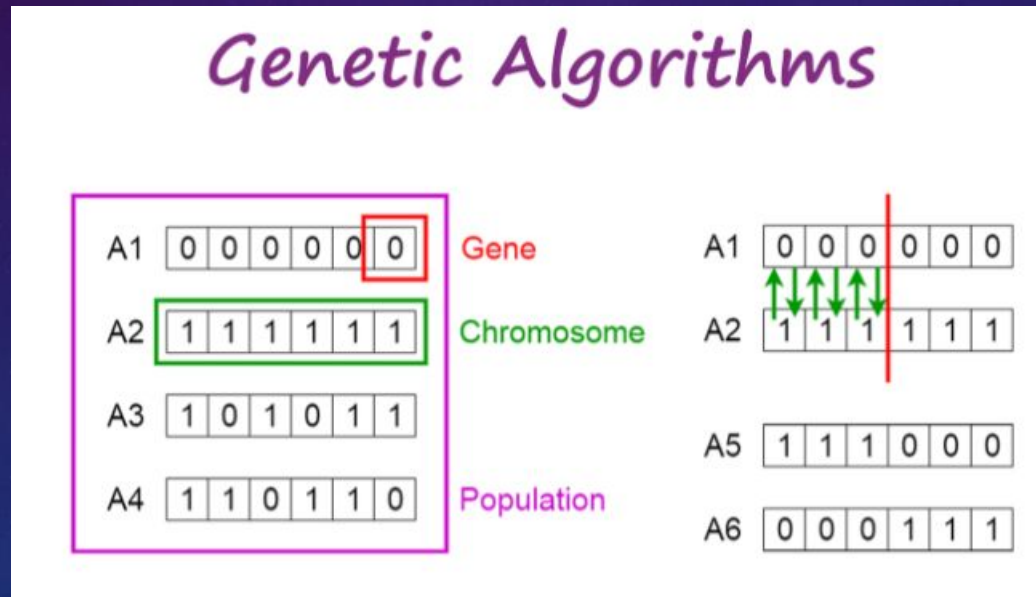 Genetic Algorithms
A1 0 0 0 0 0 0 Gene
A2 1 1 1 1 1 1 Chromosome
A3 1 0 1 0 1 1
A4 1 1 0 1 1 0 Population
A1 0 0 0 0 0 0
A2 1 1 1 1 1 1
A5 1 1 1 0 0 0
A6 0 0 0 1 1 1